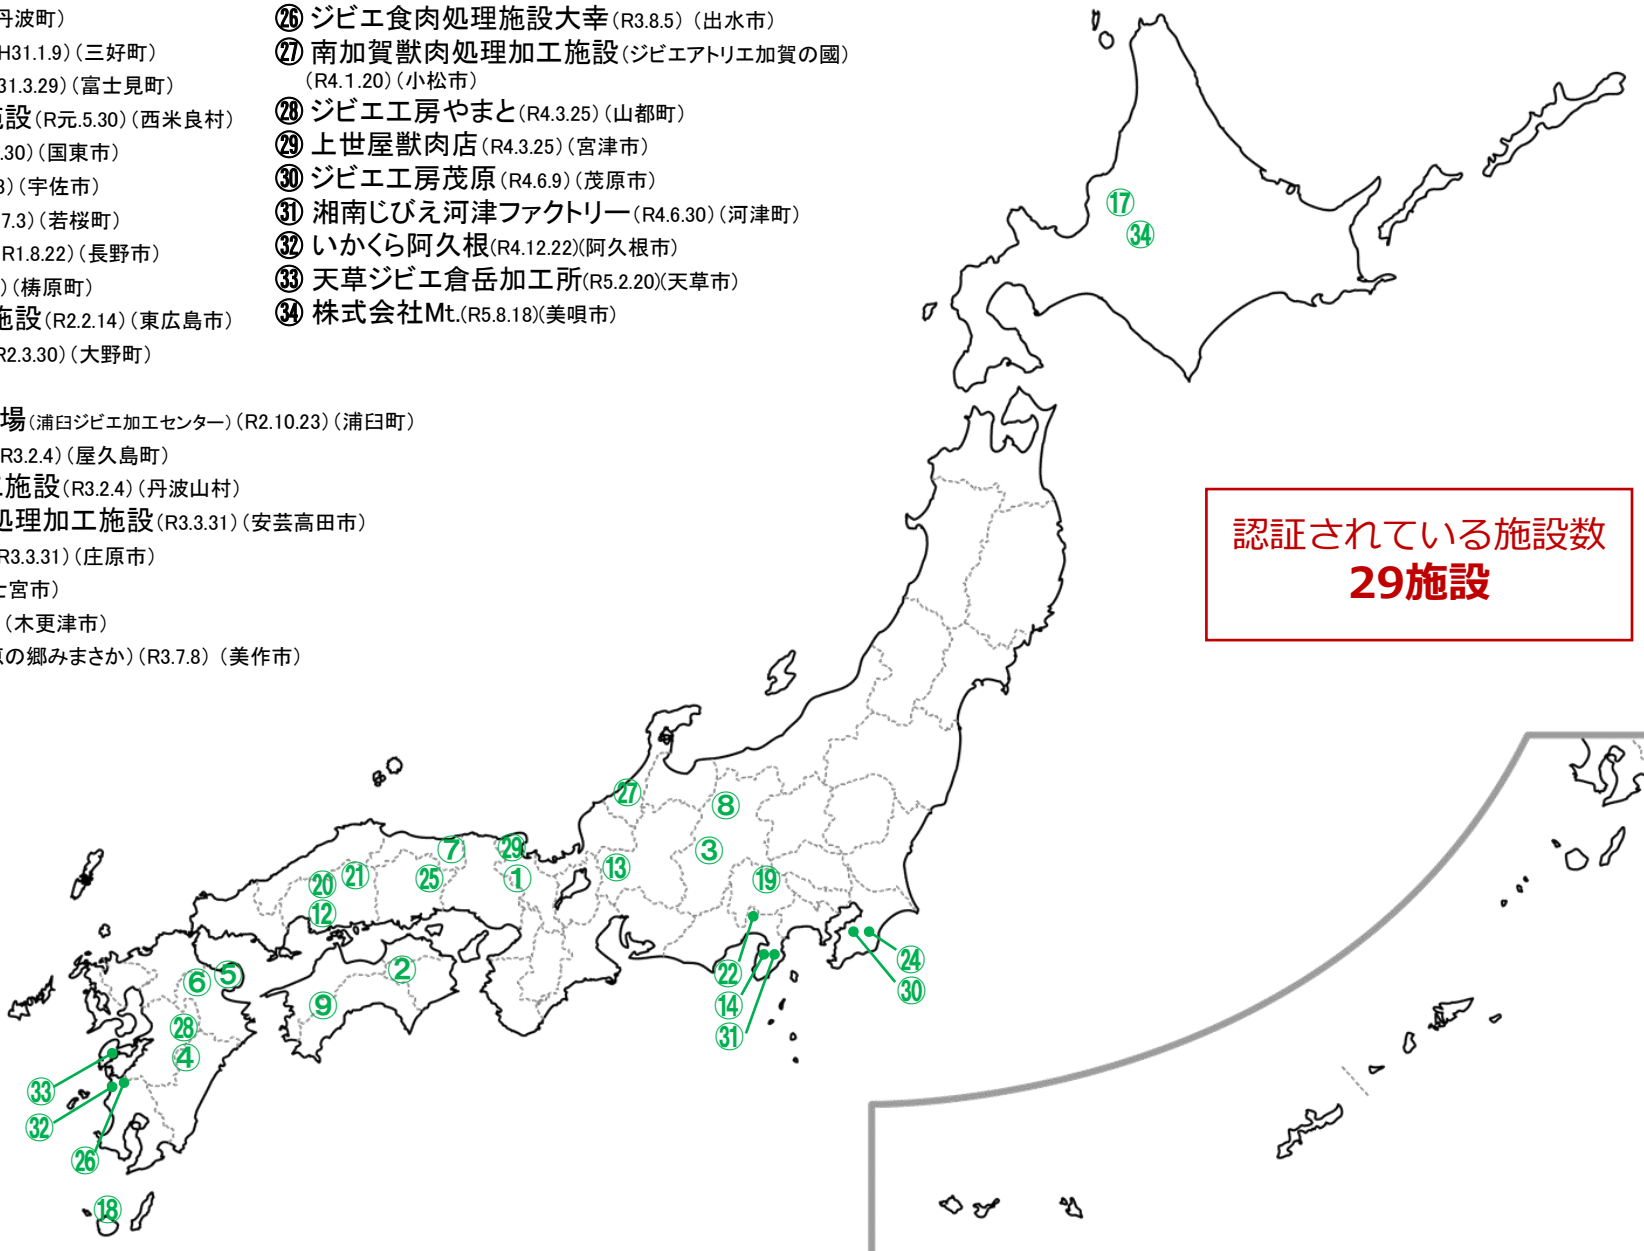 丹波町）
H31.1.9）（三好町）
31.3.29）（富士見町）
施設（R元.5.30）（西米良村）
.30）（国東市）
3）（宇佐市）
7.3）（若桜町）
R1.8.22）（長野市）
）（梼原町）
施設（R2.2.14）（東広島市）
R2.3.30）（大野町）
場（浦臼ジビエ加工センター）（R2.10.23）（浦臼町）
R3.2.4）（屋久島町）
施設（R3.2.4）（丹波山村）
処理加工施設（R3.3.31）（安芸高田市）
R3.3.31）（庄原市）
士宮市）
（木更津市）
の郷みまさか）（R3.7.8）（美作市）
㉖ ジビエ食肉処理施設大幸（R3.8.5）（出水市）
㉗ 南加賀獣肉処理加工施設（ジビエアトリエ加賀の國）
（R4.1.20）（小松市）
㉘ ジビエ工房やまと（R4.3.25）（山都町）
㉙ 上世屋獣肉店（R4.3.25）（宮津市）
㉚ ジビエ工房茂原（R4.6.9）（茂原市）
㉛ 湘南じびえ河津ファクトリー（R4.6.30）（河津町）
㉜ いかくら阿久根(R4.12.22)(阿久根市）
㉝ 天草ジビエ倉岳加工所(R5.2.20)(天草市）
㉞ 株式会社Mt.(R5.8.18)(美唄市）
認証されている施設数
29施設
⑰
㉞
㉗
⑧
③
⑬
⑲
⑦
㉙
㉕
①
⑳
㉑
⑫
㉒
⑭
㉛
㉔
㉚
②
⑨
⑥
⑤
㉘
④
㉝
㉜
㉖
⑱